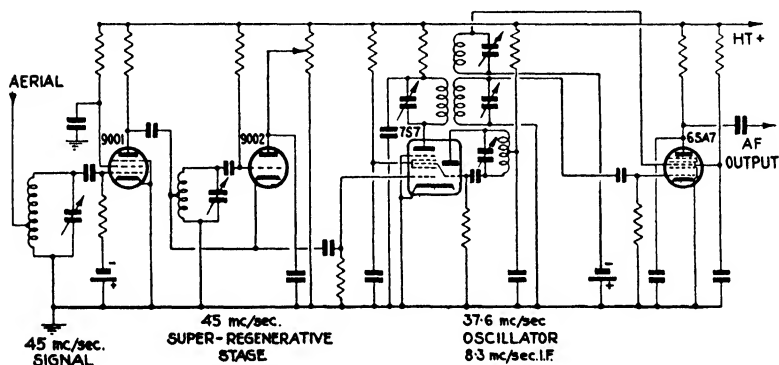 HT+
AERIAL
9001
9002
7S7
6SA7
AF
OUTPUT
45 mc/sec.
SIGNAL
45 mc/sec.
SUPER-REGENERATIVE
STAGE
37·6 mc/sec
OSCILLATOR
8·3 mc/sec.I.F.